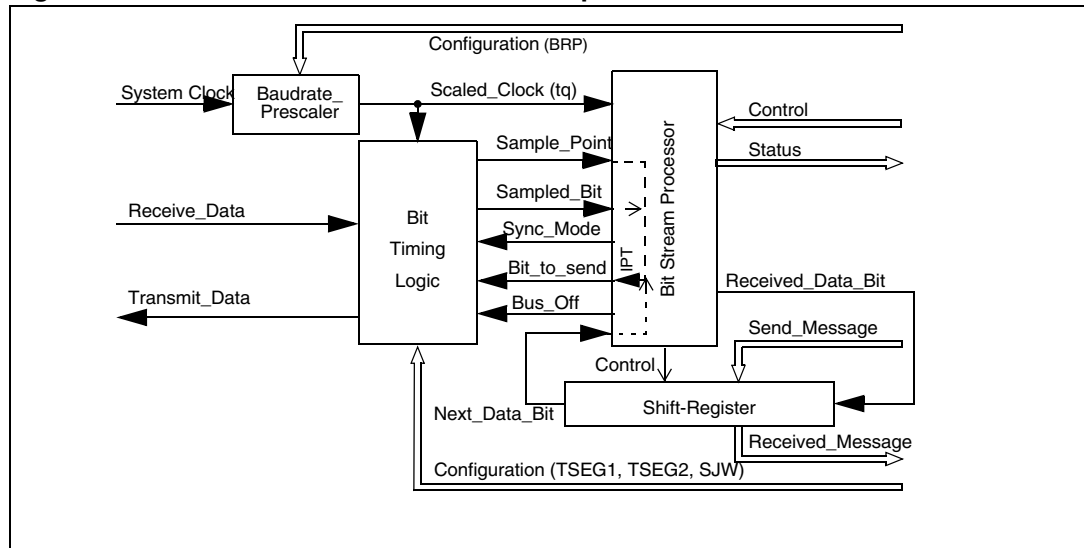 Configuration (BRP)
System Clock
Baudrate_
Prescaler
Scaled_Clock (tq)
Control
Status
Sample_Point
Sampled_Bit
Receive_Data
Bit
Timing
Logic
Sync_Mode
Bit_to_send
IPT
Bit Stream Processor
Received_Data_Bit
Transmit_Data
Bus_Off
Send_Message
Control
Next_Data_Bit
Shift-Register
Received_Message
Configuration (TSEG1, TSEG2, SJW)